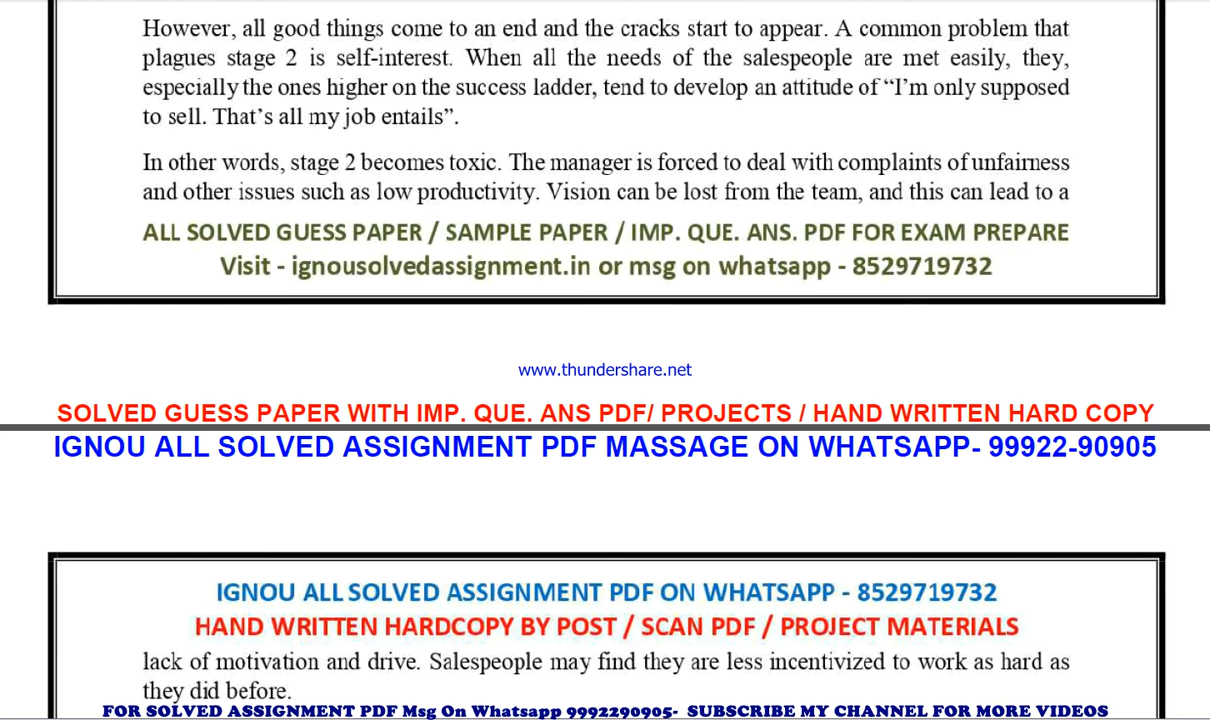 However, all good things come to an end and the cracks start to appear. A common problem that
plagues stage 2 is self-interest. When all the needs of the salespeople are met easily, they,
especially the ones higher on the success ladder, tend to develop an attitude of “I’m only supposed
to sell. That’s all my job entails”.
In other words, stage 2 becomes toxic. The manager is forced to deal with complaints of unfairness
and other issues such as low productivity. Vision can be lost from the team, and this can lead to a
ALL SOLVED GUESS PAPER / SAMPLE PAPER / IMP. QUE. ANS. PDF FOR EXAM PREPARE
Visit - ignousolvedassignment.in or msg on whatsapp - 8529719732
www.thundershare.net
SOLVED GUESS PAPER WITH IMP. QUE. ANS PDF/ PROJECTS / HAND WRITTEN HARD COPY
IGNOU ALL SOLVED ASSIGNMENT PDF MASSAGE ON WHATSAPP- 99922-90905
IGNOU ALL SOLVED ASSIGNMENT PDF ON WHATSAPP - 8529719732
HAND WRITTEN HARDCOPY BY POST / SCAN PDF / PROJECT MATERIALS
lack of motivation and drive. Salespeople may find they are less incentivized to work as hard as
they did before.
FOR SOLVED ASSIGNMENT PDF Msg On Whatsapp 9992290905- SUBSCRIBE MY CHANNEL FOR MORE VIDEOS